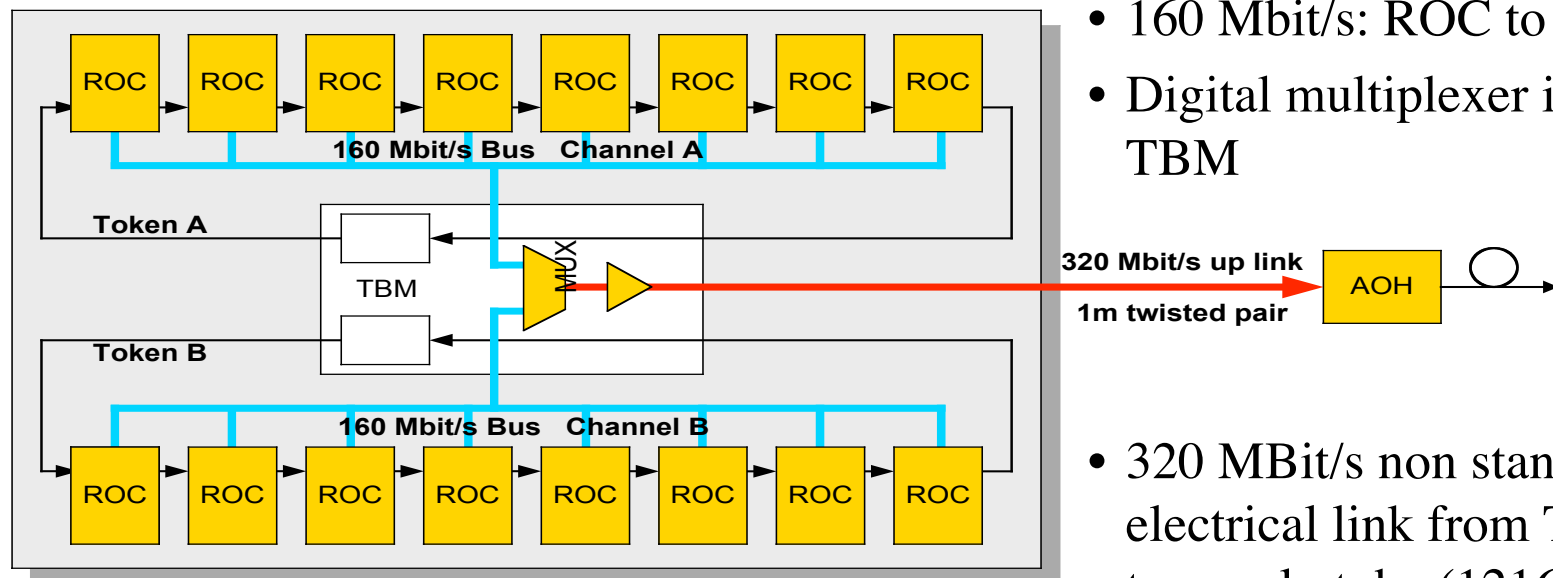 ROC ROC ROC ROC ROC ROC ROC ROC
160 Mbit/s Bus Channel A
Token A
TBM
MUX
Token B
160 Mbit/s Bus Channel B
ROC ROC ROC ROC ROC ROC ROC ROC
320 Mbit/s up link
1m twisted pair
AOH
• 160 Mbit/s: ROC to
• Digital multiplexer i
TBM
• 320 MBit/s non stan
electrical link from T